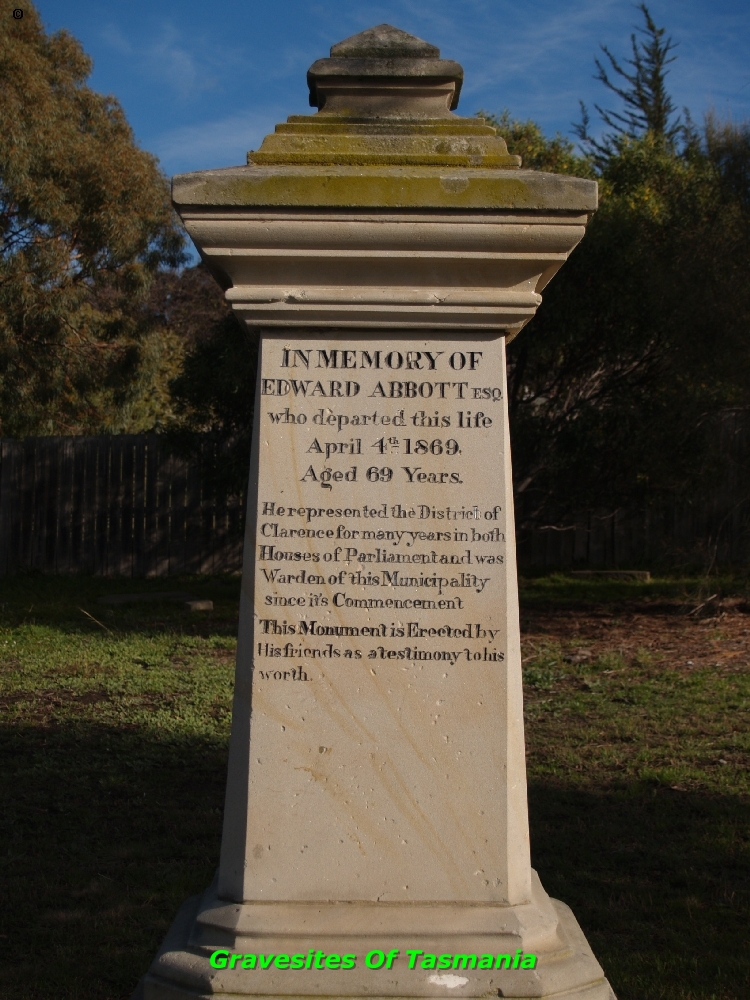 ©
IN MEMORY OF
EDWARD ABBOTT ESQ
who departed this life
April 4th 1869.
Aged 69 Years.
He represented the District of
Clarence for many years in both
Houses of Parliament and was
Warden of this Municipality
since it's Commencement
This Monument is Erected by
His friends as a testimony to his
worth.
Gravesites Of Tasmania